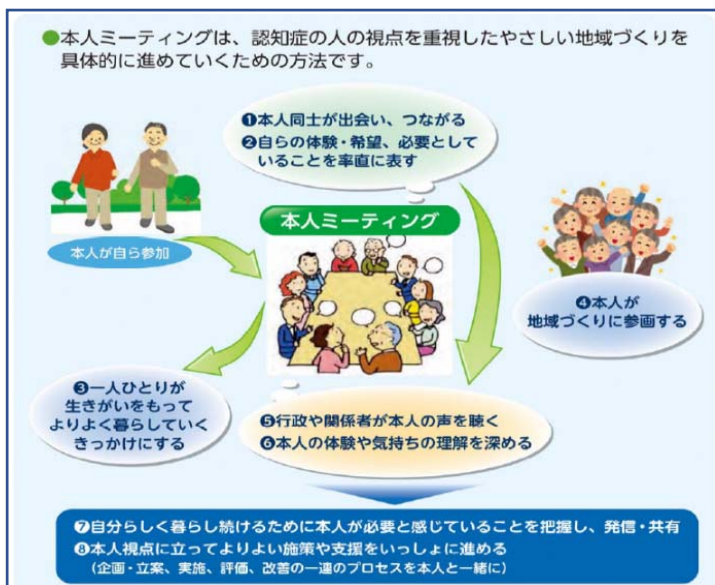 ●本人ミーティングは、認知症の人の視点を重視したやさしい地域づくりを
具体的に進めていくための方法です。
❶本人同士が出会い、つながる
❷自らの体験・希望、必要として
いることを率直に表す
本人が自ら参加
本人ミーティング
❹本人が
地域づくりに参画する
❸一人ひとりが
生きがいをもって
よりよく暮らしていく
きっかけにする
❺行政や関係者が本人の声を聴く
❻本人の体験や気持ちの理解を深める
❼自分らしく暮らし続けるために本人が必要と感じていることを把握し、発信・共有
❽本人視点に立ってよりよい施策や支援をいっしょに進める
(企画・立案、実施、評価、改善の一連のプロセスを本人と一緒に)